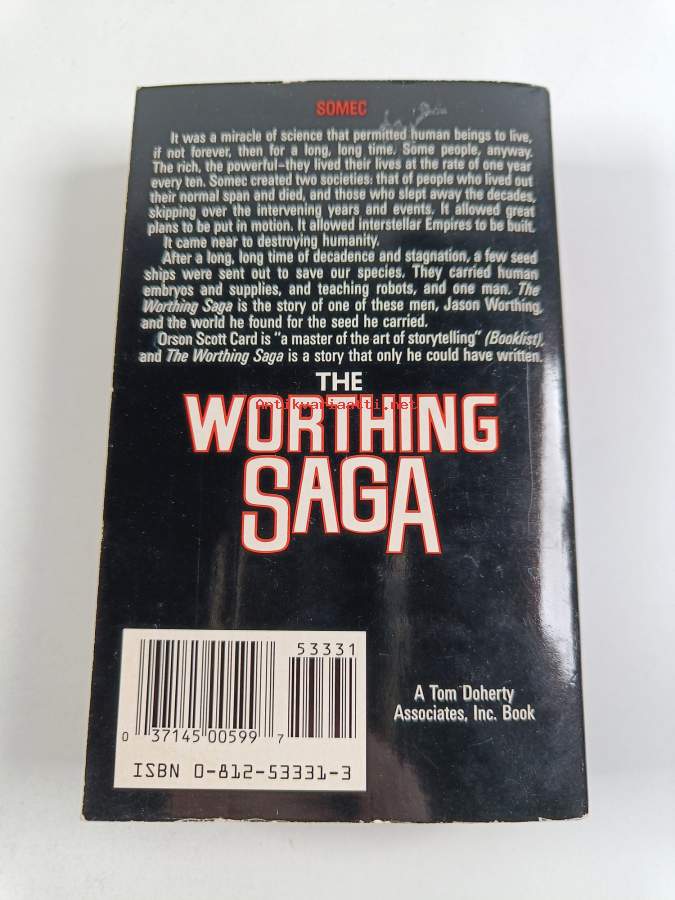 SOMEC
It was a miracle of science that permitted human beings to live,
if not forever, then for a long, long time. Some people, anyway.
The rich, the powerful–they lived their lives at the rate of one year
every ten. Somec created two societies: that of people who lived out
their normal span and died, and those who slept away the decades,
skipping over the intervening years and events. It allowed great
plans to be put in motion. It allowed interstellar Empires to be built.
It came near to destroying humanity.
After a long, long time of decadence and stagnation, a few seed
ships were sent out to save our species. They carried human
embryos and supplies, and teaching robots, and one man. The
Worthing Saga is the story of one of these men, Jason Worthing,
and the world he found for the seed he carried.
Orson Scott Card is "a master of the art of storytelling" (Booklist),
and The Worthing Saga is a story that only he could have written.
THE
WORTHING
Antikvariaatti.net
SAGA
53331
0 37145 00599 7
ISBN 0-812-53331-3
A Tom Doherty
Associates, Inc. Book